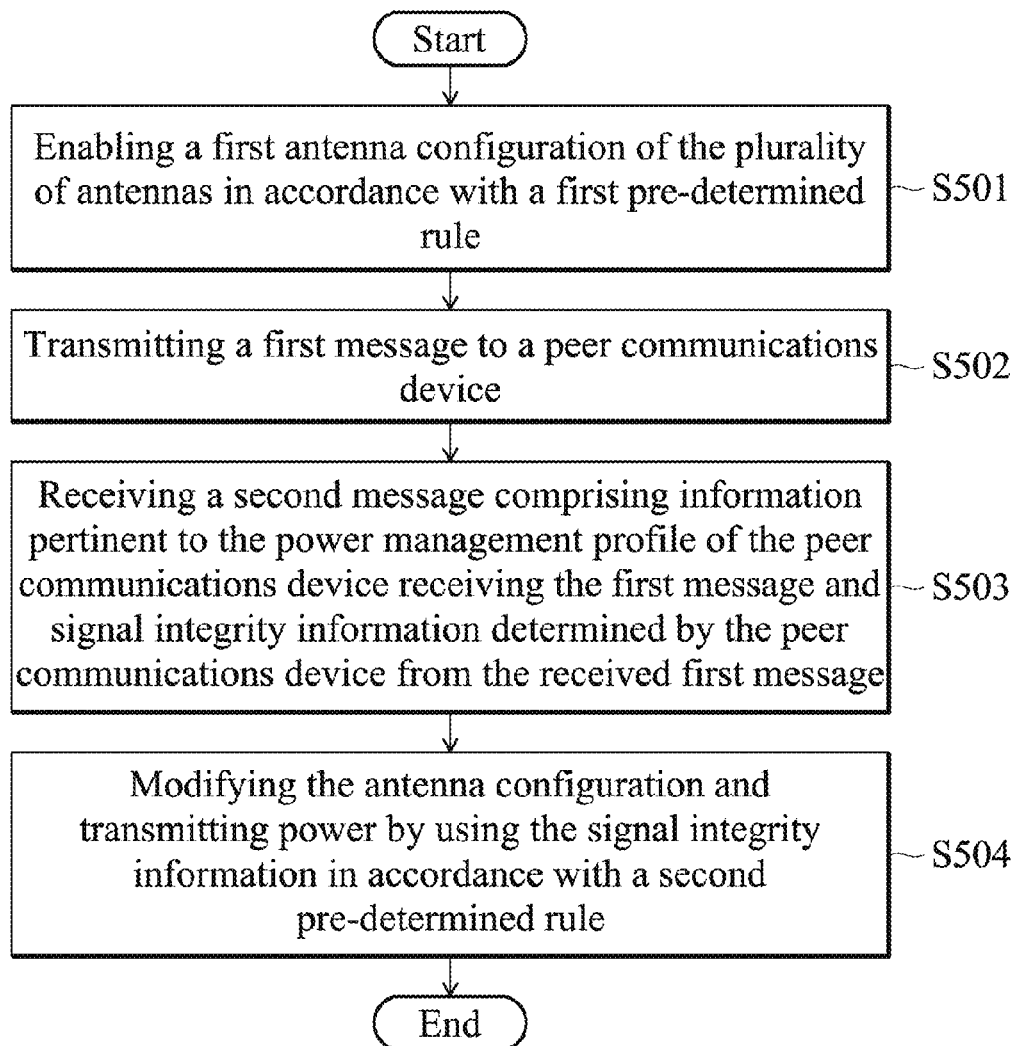 Start
Enabling a first antenna configuration of the plurality
of antennas in accordance with a first pre-determined
rule
S501
Transmitting a first message to a peer communications
device
S502
Receiving a second message comprising information
pertinent to the power management profile of the peer
communications device receiving the first message and
signal integrity information determined by the peer
communications device from the received first message
S503
Modifying the antenna configuration and
transmitting power by using the signal integrity
information in accordance with a second
pre-determined rule
S504
End